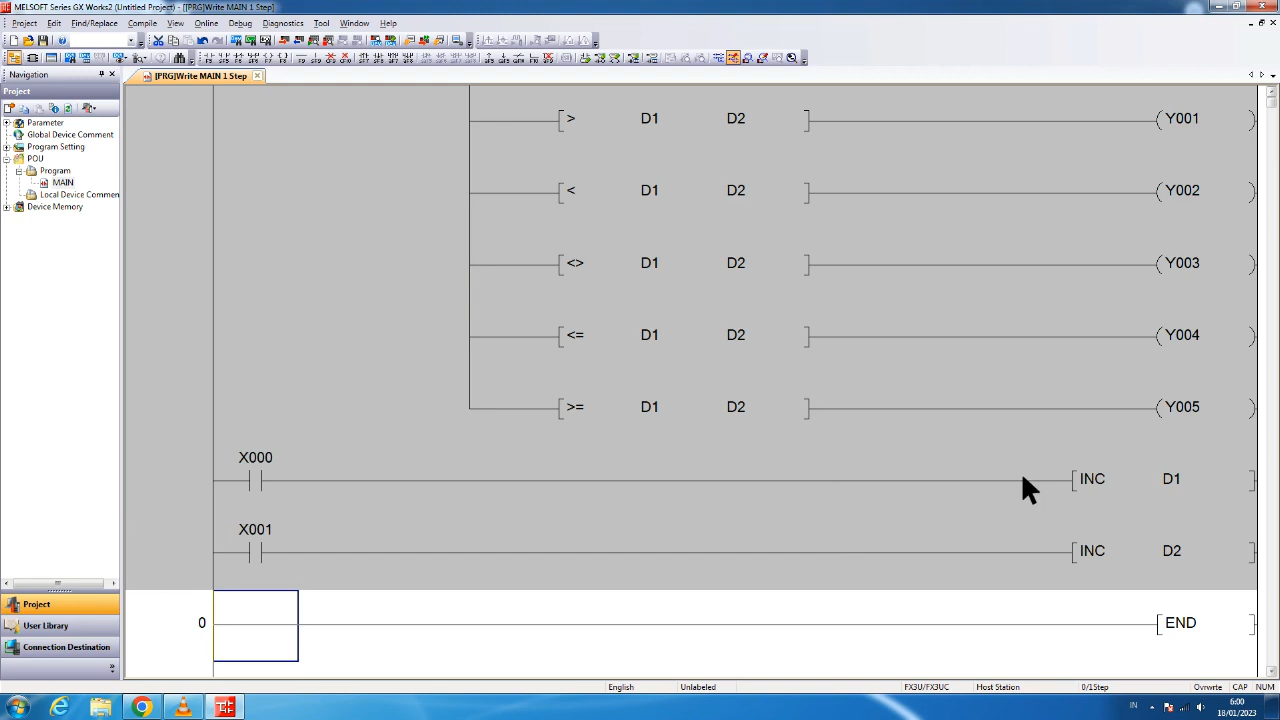 MELSOFT Series GX Works2 (Untitled Project) - [[PRG]Write MAIN 1 Step]
Project Edit Find/Replace Compile View Online Debug Diagnostics Tool Window Help
Navigation
[PRG]Write MAIN 1 Step
Project
Parameter
Global Device Comment
Program Setting
POU
Program
MAIN
Local Device Commen
Device Memory
> D1 D2 Y001
< D1 D2 Y002
<> D1 D2 Y003
<= D1 D2 Y004
>= D1 D2 Y005
X000
INC D1
X001
INC D2
0 END
Project
User Library
Connection Destination
English Unlabeled FX3U/FX3UC Host Station 0/1Step Ovrwrte CAP NUM
IN 6:00
18/01/2023